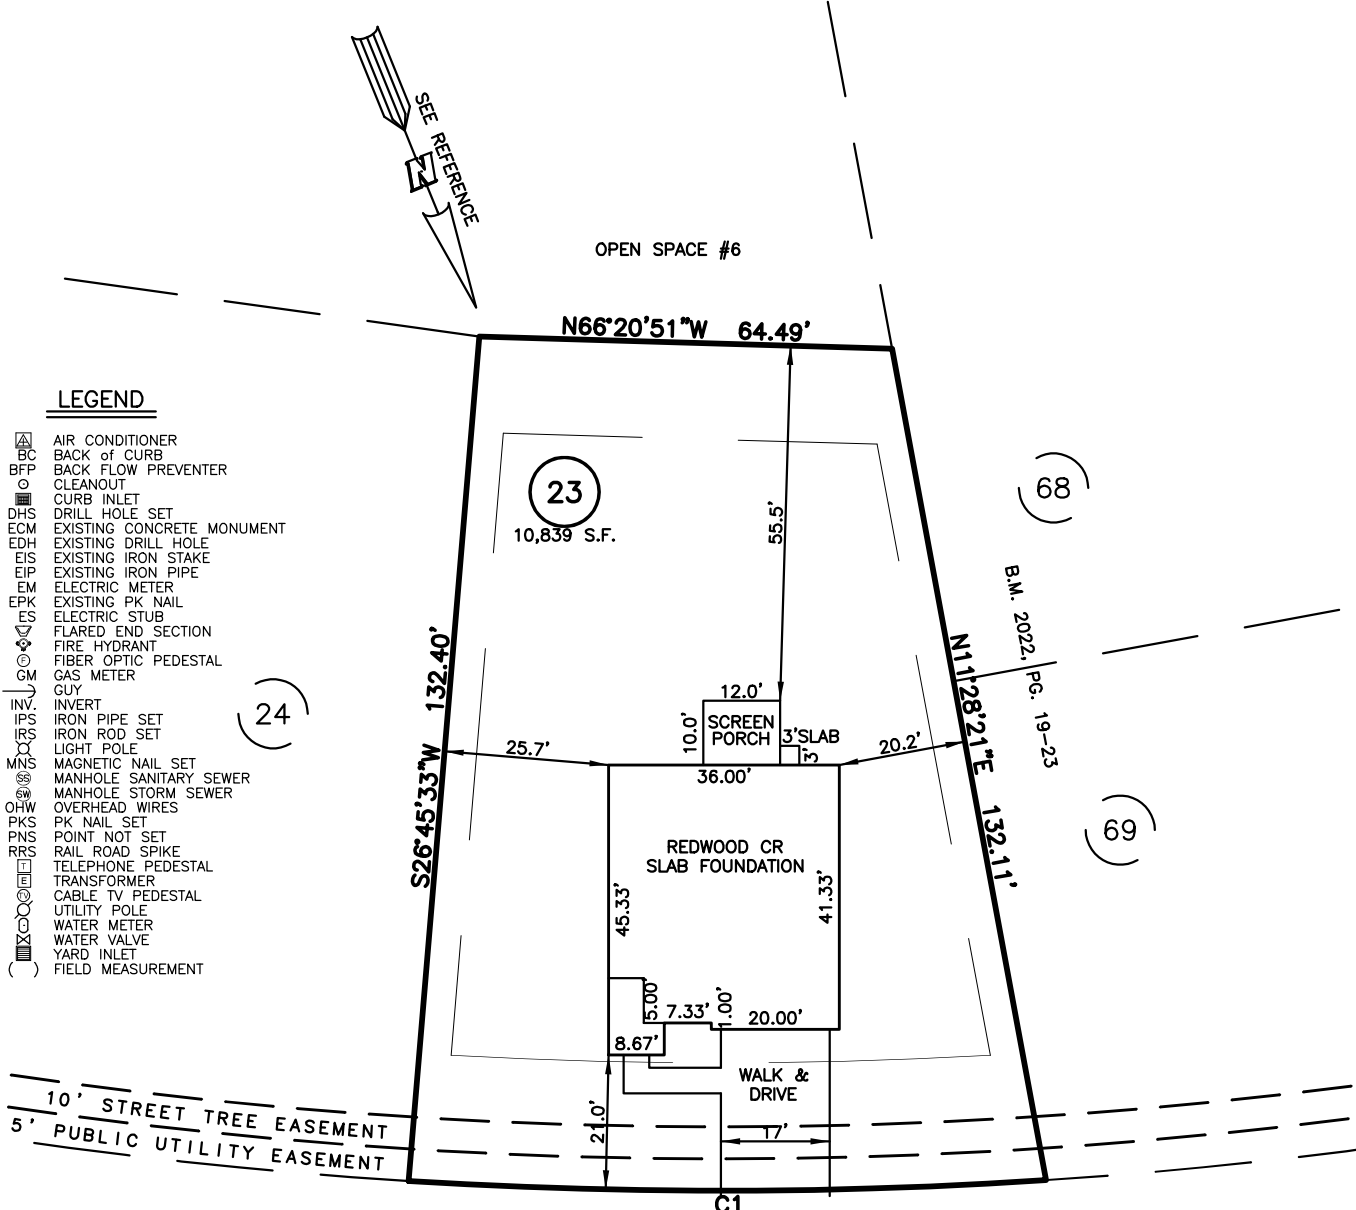 SEE REFERENCE
N
OPEN SPACE #6
N66°20'51"W 64.49'
LEGEND
AIR CONDITIONER
BC BACK of CURB
BFP BACK FLOW PREVENTER
CLEANOUT
CURB INLET
DHS DRILL HOLE SET
ECM EXISTING CONCRETE MONUMENT
EDH EXISTING DRILL HOLE
EIS EXISTING IRON STAKE
EIP EXISTING IRON PIPE
EM ELECTRIC METER
EPK EXISTING PK NAIL
ES ELECTRIC STUB
FLARED END SECTION
FIRE HYDRANT
F FIBER OPTIC PEDESTAL
GM GAS METER
GUY
INV. INVERT
IPS IRON PIPE SET
IRS IRON ROD SET
LIGHT POLE
MNS MAGNETIC NAIL SET
SS MANHOLE SANITARY SEWER
SW MANHOLE STORM SEWER
OHW OVERHEAD WIRES
PKS PK NAIL SET
PNS POINT NOT SET
RRS RAIL ROAD SPIKE
T TELEPHONE PEDESTAL
E TRANSFORMER
TV CABLE TV PEDESTAL
UTILITY POLE
WATER METER
WATER VALVE
YARD INLET
( ) FIELD MEASUREMENT
23
10,839 S.F.
55.5'
68
B.M. 2022, PG. 19-23
24
S26°45'33"W 132.40'
N11°28'21"E 132.11'
69
12.0'
10.0'
SCREEN
PORCH
3'SLAB
3'
25.7'
20.2'
36.00'
REDWOOD CR
SLAB FOUNDATION
45.33'
41.33'
5.00'
7.33'
1.00'
20.00'
8.67'
WALK &
DRIVE
21.0'
17'
10' STREET TREE EASEMENT
5' PUBLIC UTILITY EASEMENT
C1